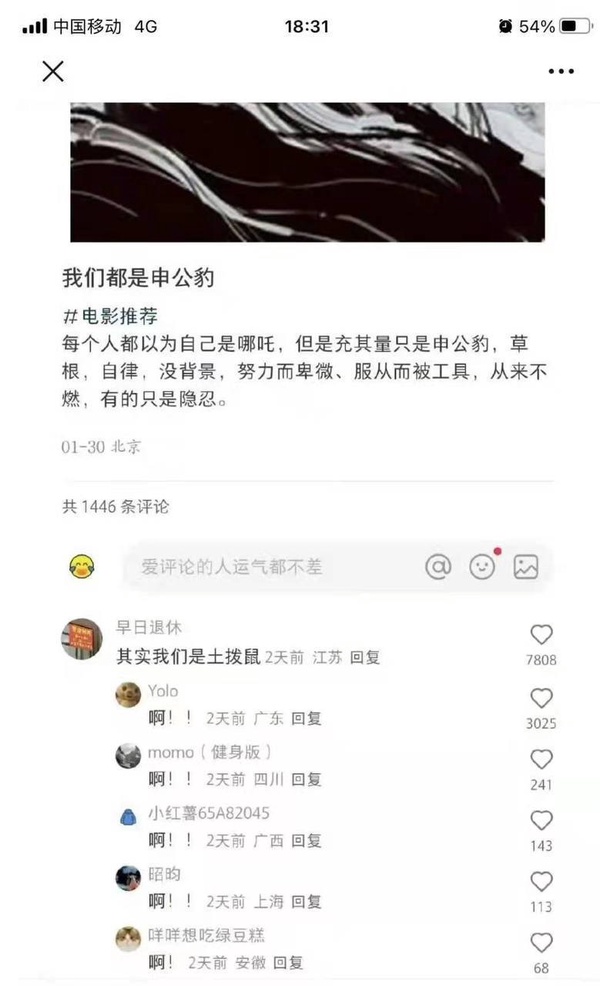 中国移动 4G 18:31 54%
我们都是申公豹
#电影推荐
每个人都以为自己是哪吒，但是充其量只是申公豹，草
根，自律，没背景，努力而卑微、服从而被工具，从来不
燃，有的只是隐忍。
01-30 北京
共 1446 条评论
爱评论的人运气都不差
早日退休
其实我们是土拨鼠 2天前 江苏 回复
7808
Yolo
啊！！ 2天前 广东 回复
3025
momo（健身版）
啊！！ 2天前 四川 回复
241
小红薯65A82045
啊！！ 2天前 广西 回复
143
昭昀
啊！！ 2天前 上海 回复
113
咩咩想吃绿豆糕
啊！ 2天前 安徽 回复
68